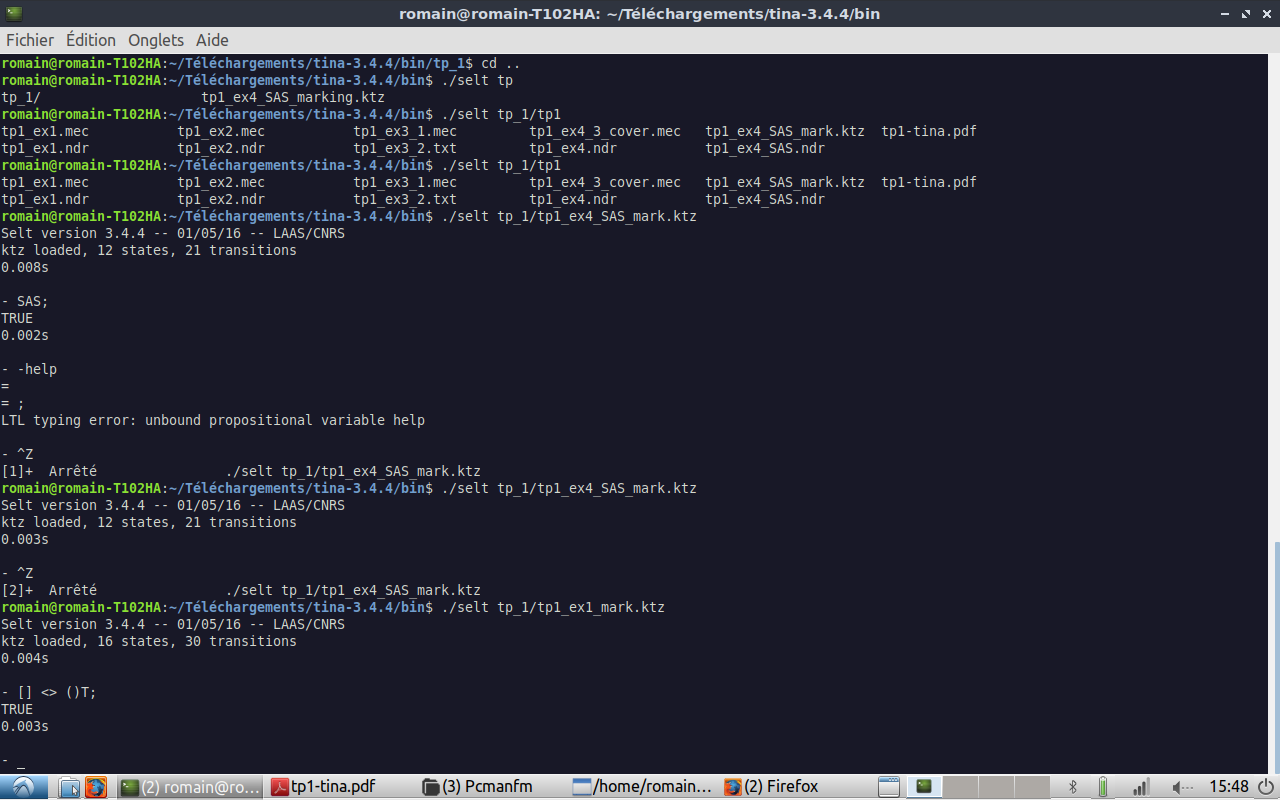 romain@romain-T102HA: ~/Téléchargements/tina-3.4.4/bin
Fichier Édition Onglets Aide
romain@romain-T102HA:~/Téléchargements/tina-3.4.4/bin/tp_1$ cd ..
romain@romain-T102HA:~/Téléchargements/tina-3.4.4/bin$ ./selt tp
tp_1/ tp1_ex4_SAS_marking.ktz
romain@romain-T102HA:~/Téléchargements/tina-3.4.4/bin$ ./selt tp_1/tp1
tp1_ex1.mec tp1_ex2.mec tp1_ex3_1.mec tp1_ex4_3_cover.mec tp1_ex4_SAS_mark.ktz tp1-tina.pdf
tp1_ex1.ndr tp1_ex2.ndr tp1_ex3_2.txt tp1_ex4.ndr tp1_ex4_SAS.ndr
romain@romain-T102HA:~/Téléchargements/tina-3.4.4/bin$ ./selt tp_1/tp1
tp1_ex1.mec tp1_ex2.mec tp1_ex3_1.mec tp1_ex4_3_cover.mec tp1_ex4_SAS_mark.ktz tp1-tina.pdf
tp1_ex1.ndr tp1_ex2.ndr tp1_ex3_2.txt tp1_ex4.ndr tp1_ex4_SAS.ndr
romain@romain-T102HA:~/Téléchargements/tina-3.4.4/bin$ ./selt tp_1/tp1_ex4_SAS_mark.ktz
Selt version 3.4.4 -- 01/05/16 -- LAAS/CNRS
ktz loaded, 12 states, 21 transitions
0.008s
- SAS;
TRUE
0.002s
- -help
=
= ;
LTL typing error: unbound propositional variable help
- ^Z
[1]+ Arrêté ./selt tp_1/tp1_ex4_SAS_mark.ktz
romain@romain-T102HA:~/Téléchargements/tina-3.4.4/bin$ ./selt tp_1/tp1_ex4_SAS_mark.ktz
Selt version 3.4.4 -- 01/05/16 -- LAAS/CNRS
ktz loaded, 12 states, 21 transitions
0.003s
- ^Z
[2]+ Arrêté ./selt tp_1/tp1_ex4_SAS_mark.ktz
romain@romain-T102HA:~/Téléchargements/tina-3.4.4/bin$ ./selt tp_1/tp1_ex1_mark.ktz
Selt version 3.4.4 -- 01/05/16 -- LAAS/CNRS
ktz loaded, 16 states, 30 transitions
0.004s
- [] <> ()T;
TRUE
0.003s
- _
(2) romain@ro... tp1-tina.pdf (3) Pcmanfm /home/romain... (2) Firefox 15:48